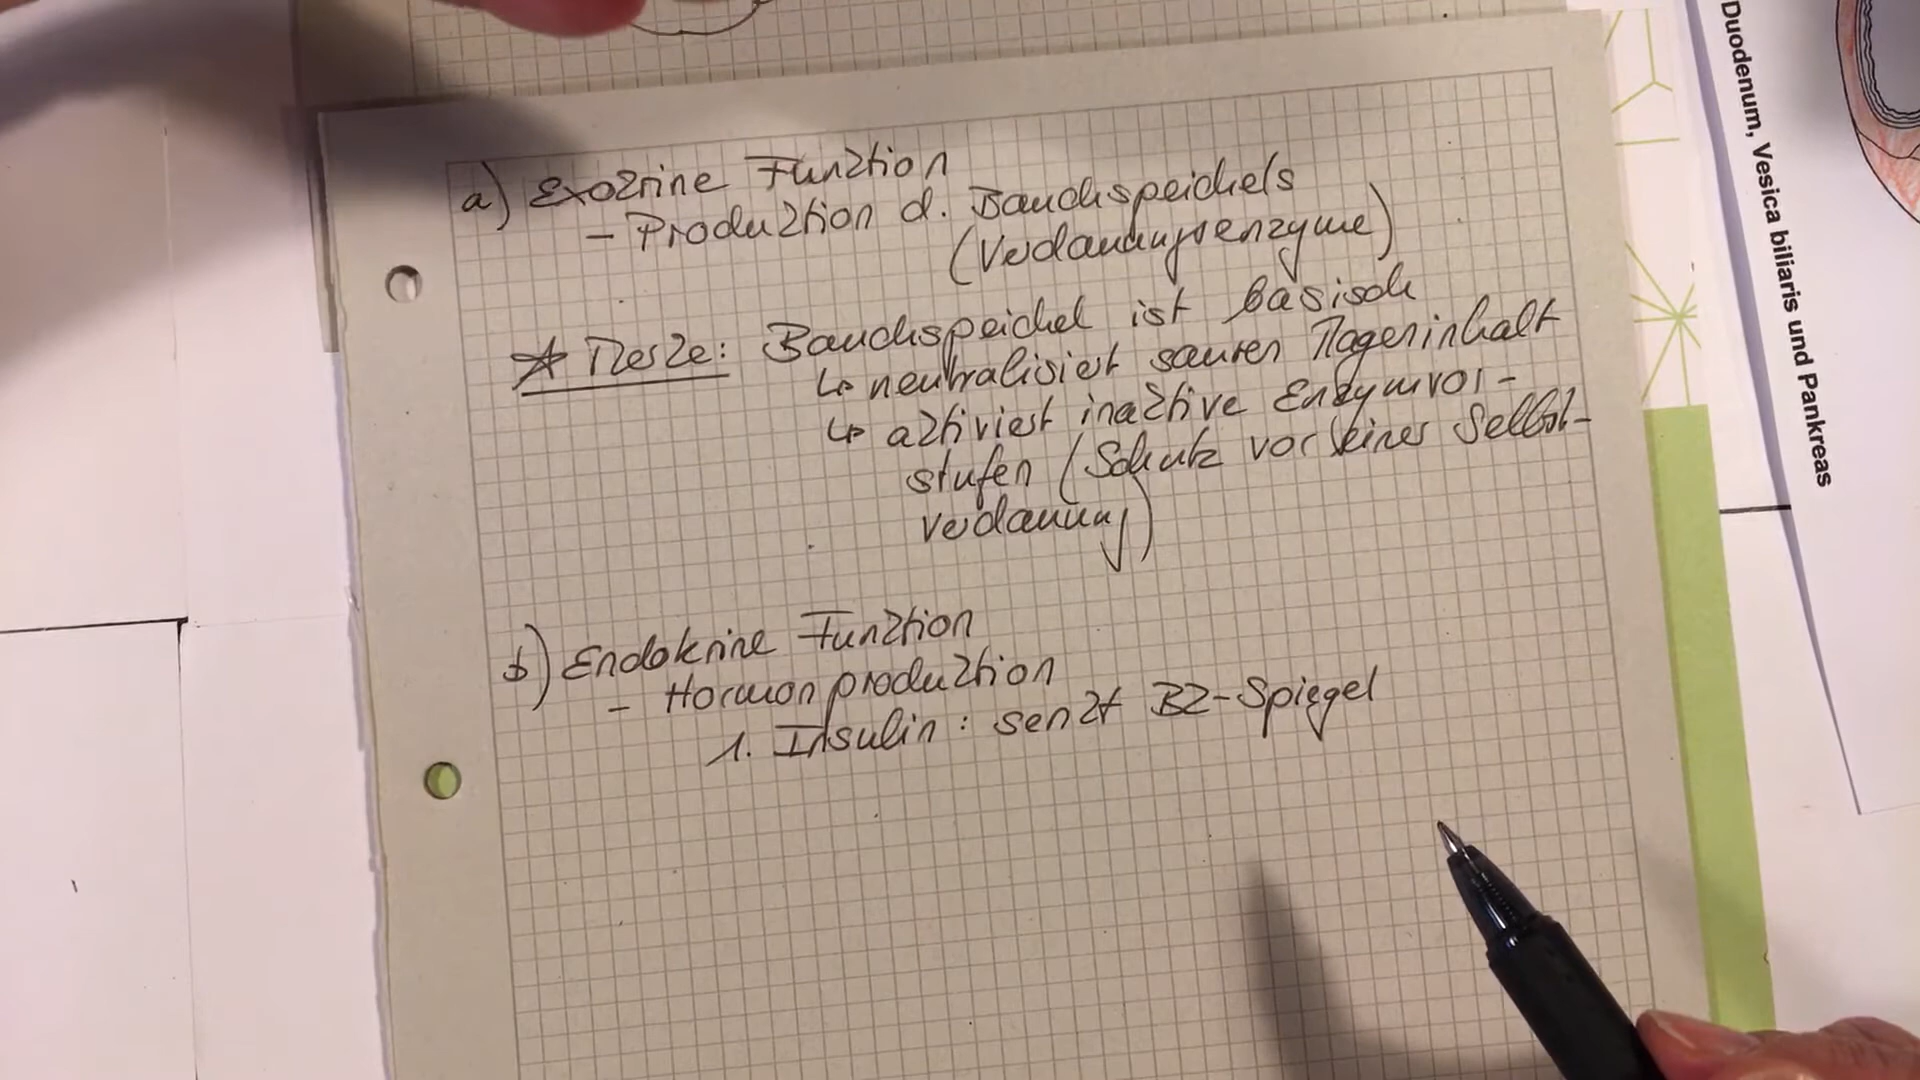 a) Exokrine Funktion
- Produktion d. Bauchspeichels
(Verdauungsenzyme)
* Merke: Bauchspeichel ist basisch
↳ neutralisiert sauren Mageninhalt
↳ aktiviert inaktive Enzymvor-
stufen (Schutz vor einer Selbst-
verdauung)
b) Endokrine Funktion
- Hormonproduktion
1. Insulin: senkt BZ-Spiegel
Duodenum, Vesica biliaris und Pankreas